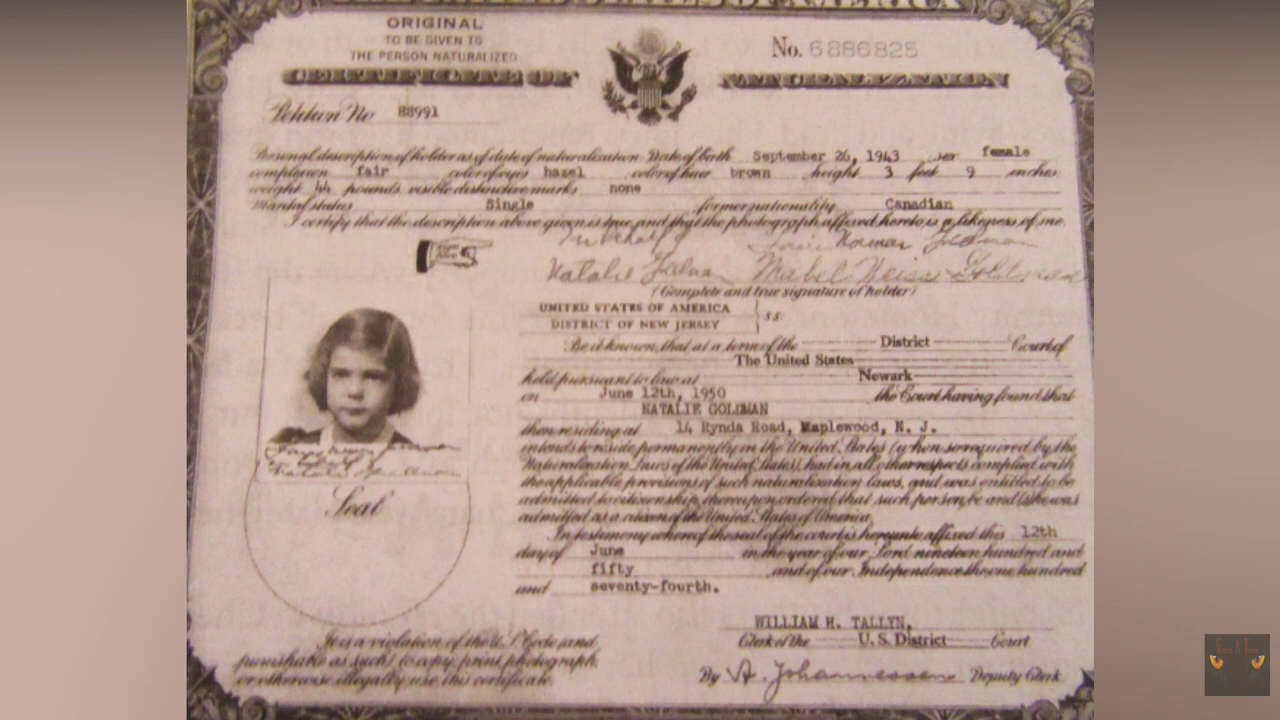 ORIGINAL
TO BE GIVEN TO
THE PERSON NATURALIZED
No. 6886825
CERTIFICATE OF NATURALIZATION
Petition No 88991
Personal description of holder as of date of naturalization: Date of birth September 26, 1943 sex female
complexion fair color of eyes hazel color of hair brown height 3 feet 9 inches
weight 44 pounds visible distinctive marks none
Marital status Single former nationality Canadian
I certify that the description above given is true, and that the photograph affixed hereto is a likeness of me.
in behalf of
Natalie Mabel
(Complete and true signature of holder)
UNITED STATES OF AMERICA
DISTRICT OF NEW JERSEY
ss
Be it known, that at a term of the District Court of
The United States
held pursuant to law at Newark
on June 12th, 1950 the Court having found that
NATALIE GOLDMAN
then residing at 14 Rynda Road, Maplewood, N. J.
intends to reside permanently in the United States (when so required by the
Naturalization Laws of the United States), had in all other respects complied with
the applicable provisions of such naturalization laws, and was entitled to be
admitted to citizenship, thereupon ordered that such person be and (s)he was
admitted as a citizen of the United States of America.
In testimony whereof the seal of the court is hereunto affixed this 12th
day of June in the year of our Lord nineteen hundred and
fifty and of our Independence the one hundred
and seventy-fourth.
Seal
It is a violation of the U.S. Code (and
punishable as such) to copy, print, photograph,
or otherwise illegally use this certificate.
WILLIAM H. TALLYN,
Clerk of the U. S. District Court
By A. Johannessen Deputy Clerk